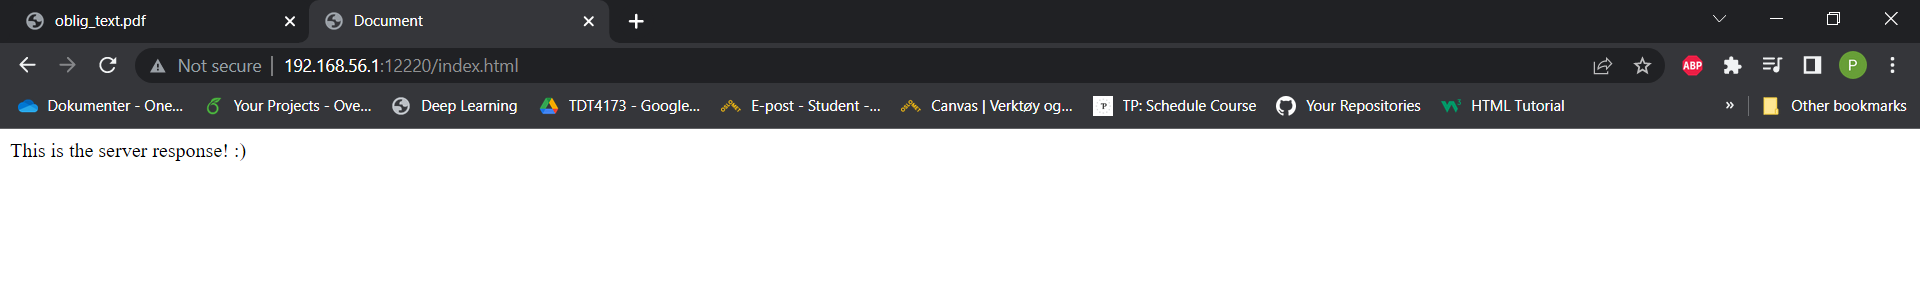 oblig_text.pdf Document
Not secure 192.168.56.1:12220/index.html ABP P
Dokumenter - One... Your Projects - Ove... Deep Learning TDT4173 - Google... E-post - Student -... Canvas | Verktøy og... P TP: Schedule Course Your Repositories W3 HTML Tutorial » Other bookmarks
This is the server response! :)